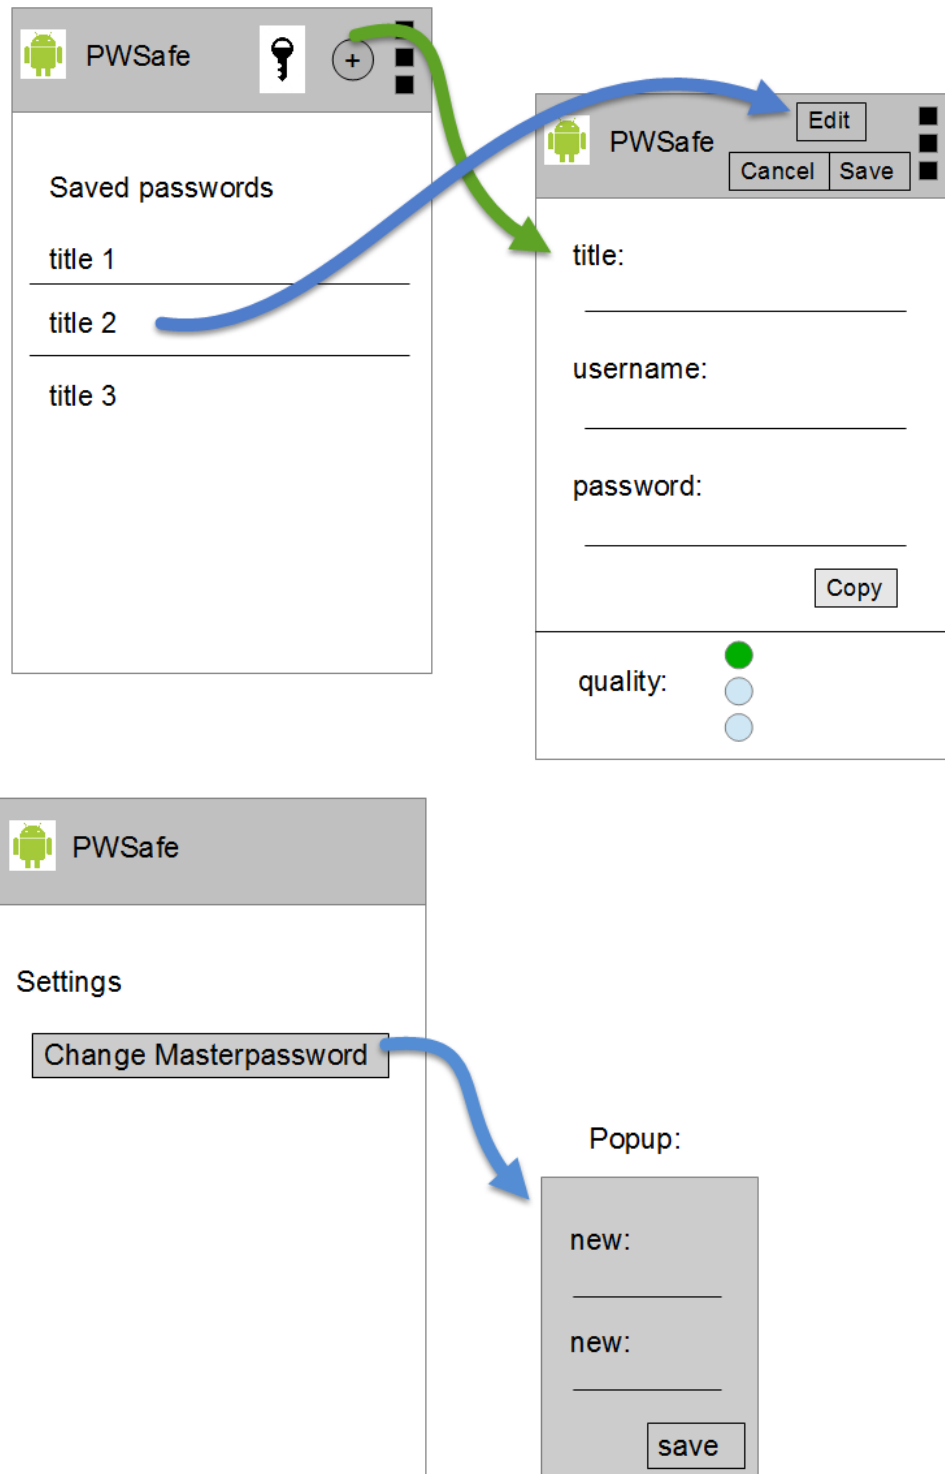 PWSafe
+
Saved passwords
title 1
title 2
title 3
PWSafe
Edit
Cancel
Save
title:
username:
password:
Copy
quality:
PWSafe
Settings
Change Masterpassword
Popup:
new:
new:
save